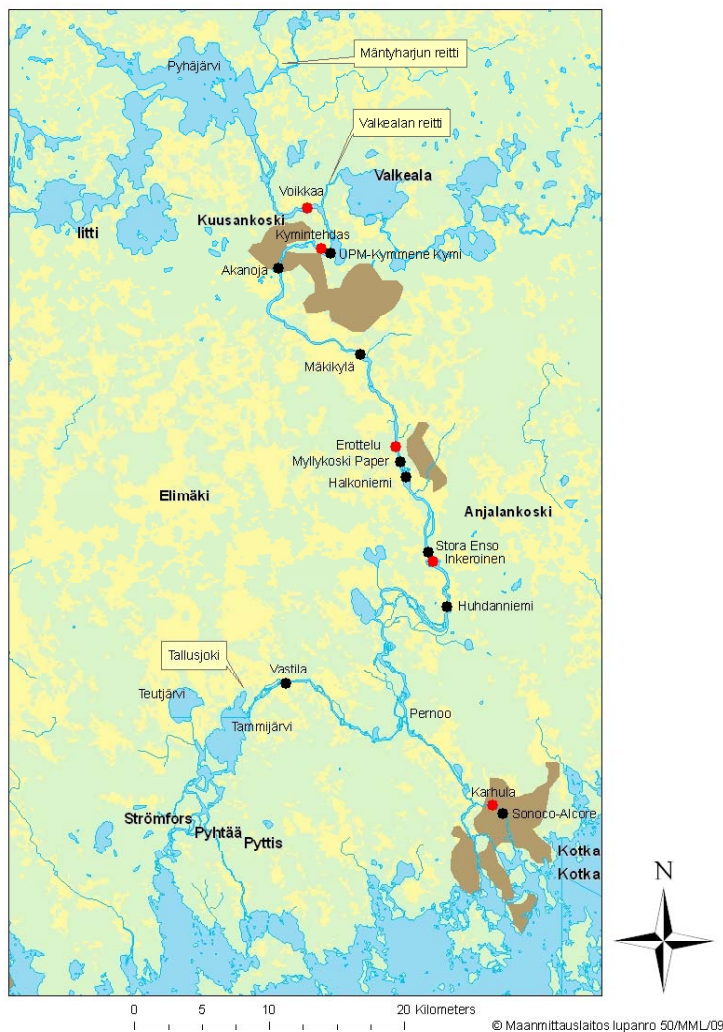 Mäntyharjun reitti
Pyhäjärvi
Valkealan reitti
Valkeala
Voikkaa
Iitti
Kuusankoski
Kymintehdas
UPM-Kymmene Kymi
Akanoja
Mäkikylä
Erottelu
Myllykoski Paper
Halkoniemi
Elimäki
Anjalankoski
Stora Enso
Inkeroinen
Huhdanniemi
Tallusjoki
Vastila
Teutjärvi
Tammijärvi
Pernoo
Karhula
Strömfors
Sonoco-Alcore
Pyhtää
Pyttis
Kotka
Kotka
N
0 5 10 20 Kilometers
© Maanmittauslaitos lupanro 50/MML/09